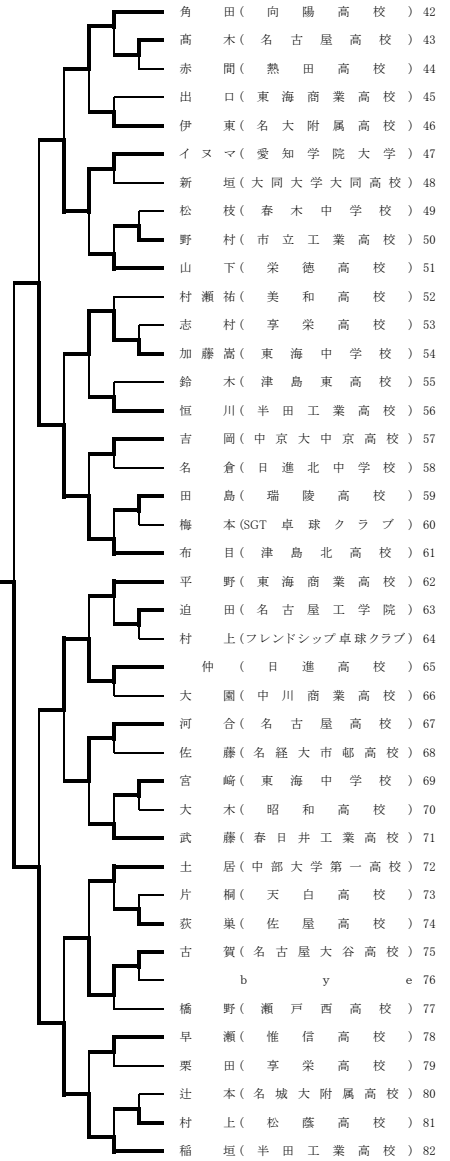 角田(向陽高校) 42
髙木(名古屋高校) 43
赤間(熱田高校) 44
出口(東海商業高校) 45
伊東(名大附属高校) 46
イヌマ(愛知学院大学) 47
新垣(大同大学大同高校) 48
松枝(春木中学校) 49
野村(市立工業高校) 50
山下(栄徳高校) 51
村瀬祐(美和高校) 52
志村(享栄高校) 53
加藤嵩(東海中学校) 54
鈴木(津島東高校) 55
恒川(半田工業高校) 56
吉岡(中京大中京高校) 57
名倉(日進北中学校) 58
田島(瑞陵高校) 59
梅本(SGT卓球クラブ) 60
布目(津島北高校) 61
平野(東海商業高校) 62
迫田(名古屋工学院) 63
村上(フレンドシップ卓球クラブ) 64
仲(日進高校) 65
大園(中川商業高校) 66
河合(名古屋高校) 67
佐藤(名経大市邨高校) 68
宮﨑(東海中学校) 69
大木(昭和高校) 70
武藤(春日井工業高校) 71
土居(中部大学第一高校) 72
片桐(天白高校) 73
荻巣(佐屋高校) 74
古賀(名古屋大谷高校) 75
bye 76
橋野(瀬戸西高校) 77
早瀬(惟信高校) 78
栗田(享栄高校) 79
辻本(名城大附属高校) 80
村上(松蔭高校) 81
稲垣(半田工業高校) 82